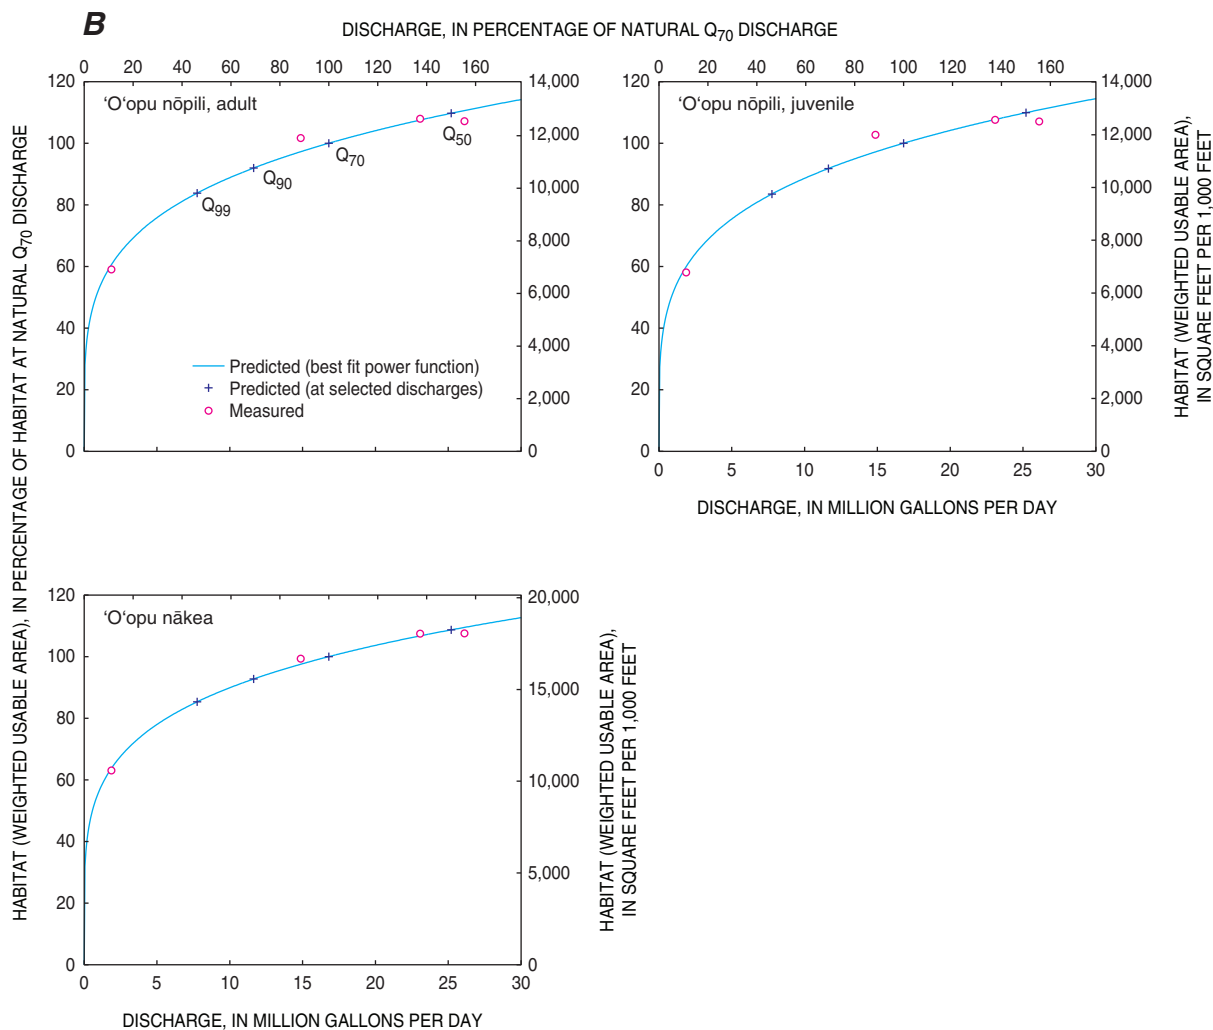 B
DISCHARGE, IN PERCENTAGE OF NATURAL Q70 DISCHARGE
0 20 40 60 80 100 120 140 160
0 20 40 60 80 100 120 140 160
HABITAT (WEIGHTED USABLE AREA), IN PERCENTAGE OF HABITAT AT NATURAL Q70 DISCHARGE
120
100
80
60
40
20
0
ʻOʻopu nōpili, adult
Q99
Q90
Q70
Q50
Predicted (best fit power function)
Predicted (at selected discharges)
Measured
14,000
12,000
10,000
8,000
6,000
14,000
12,000
2,000
0
120
100
80
60
40
20
0
ʻOʻopu nōpili, juvenile
14,000
12,000
10,000
8,000
6,000
14,000
12,000
2,000
0
HABITAT (WEIGHTED USABLE AREA),
IN SQUARE FEET PER 1,000 FEET
0 5 10 15 20 25 30
DISCHARGE, IN MILLION GALLONS PER DAY
120
100
80
60
40
20
0
ʻOʻopu nākea
20,000
15,000
10,000
5,000
0
HABITAT (WEIGHTED USABLE AREA),
IN SQUARE FEET PER 1,000 FEET
0 5 10 15 20 25 30
DISCHARGE, IN MILLION GALLONS PER DAY